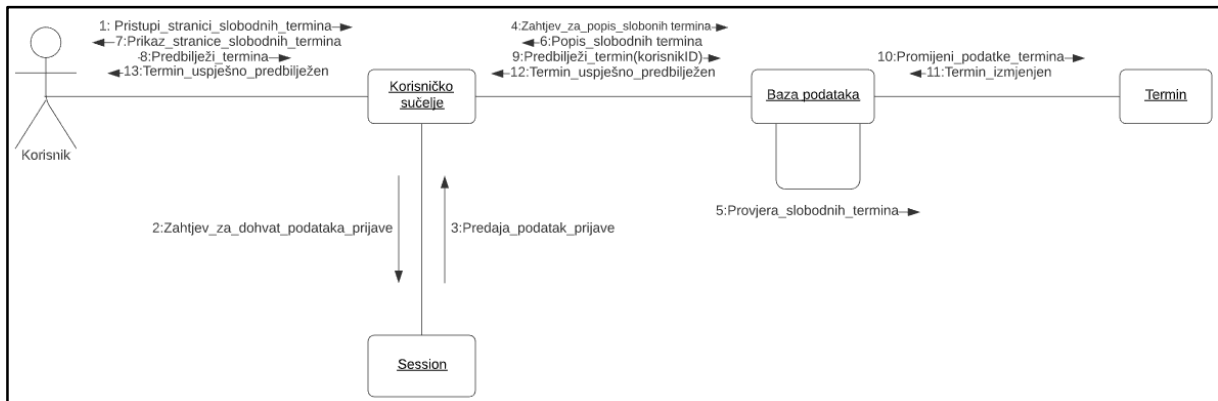 1: Pristupi_stranici_slobodnih_termina
7:Prikaz_stranice_slobodnih_termina
8:Predbilježi_termina
13:Termin_uspješno_predbilježen
4:Zahtjev_za_popis_slobonih termina
6:Popis_slobodnih termina
9:Predbilježi_termin(korisnikID)
12:Termin_uspješno_predbilježen
10:Promijeni_podatke_termina
11:Termin_izmjenjen
Korisnik
Korisničko
sučelje
Baza podataka
Termin
5:Provjera_slobodnih_termina
2:Zahtjev_za_dohvat_podataka_prijave
3:Predaja_podatak_prijave
Session